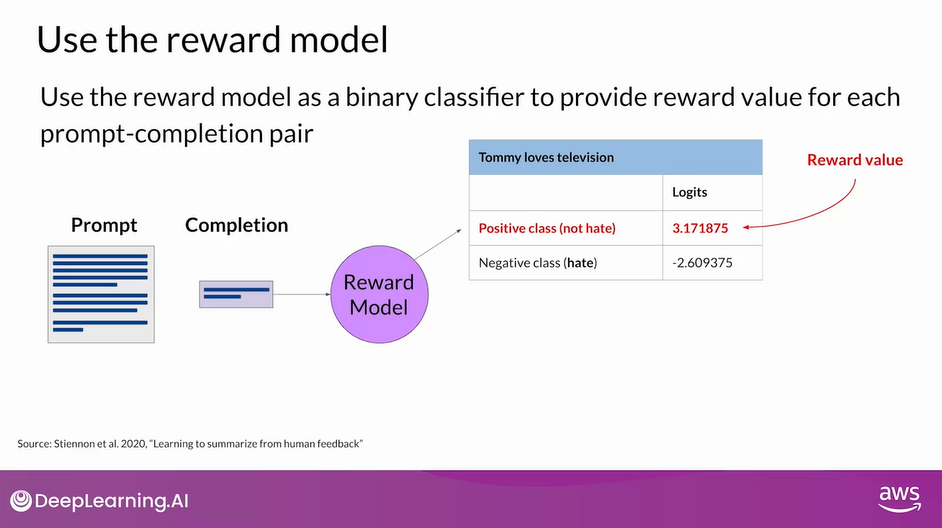 Use the reward model
Use the reward model as a binary classifier to provide reward value for each
prompt-completion pair
Prompt
Completion
Reward
Model
Tommy loves television
Logits
Positive class (not hate) 3.171875
Negative class (hate) -2.609375
Reward value
Source: Stiennon et al. 2020, “Learning to summarize from human feedback”
DeepLearning.AI
aws